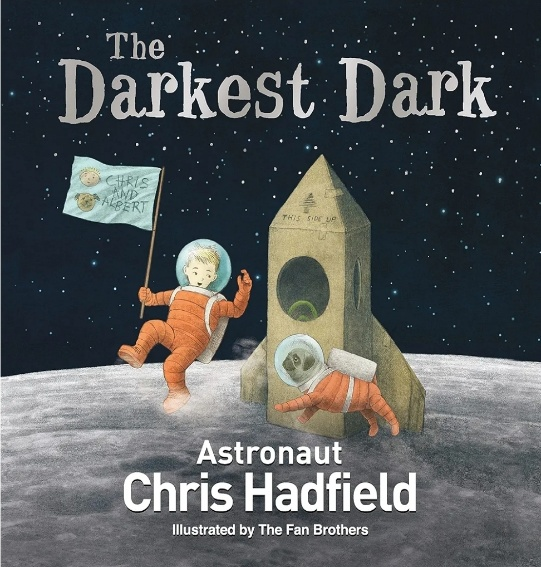 The
Darkest Dark
CHRIS
AND
ALBERT
THIS SIDE UP
Astronaut
Chris Hadfield
Illustrated by The Fan Brothers